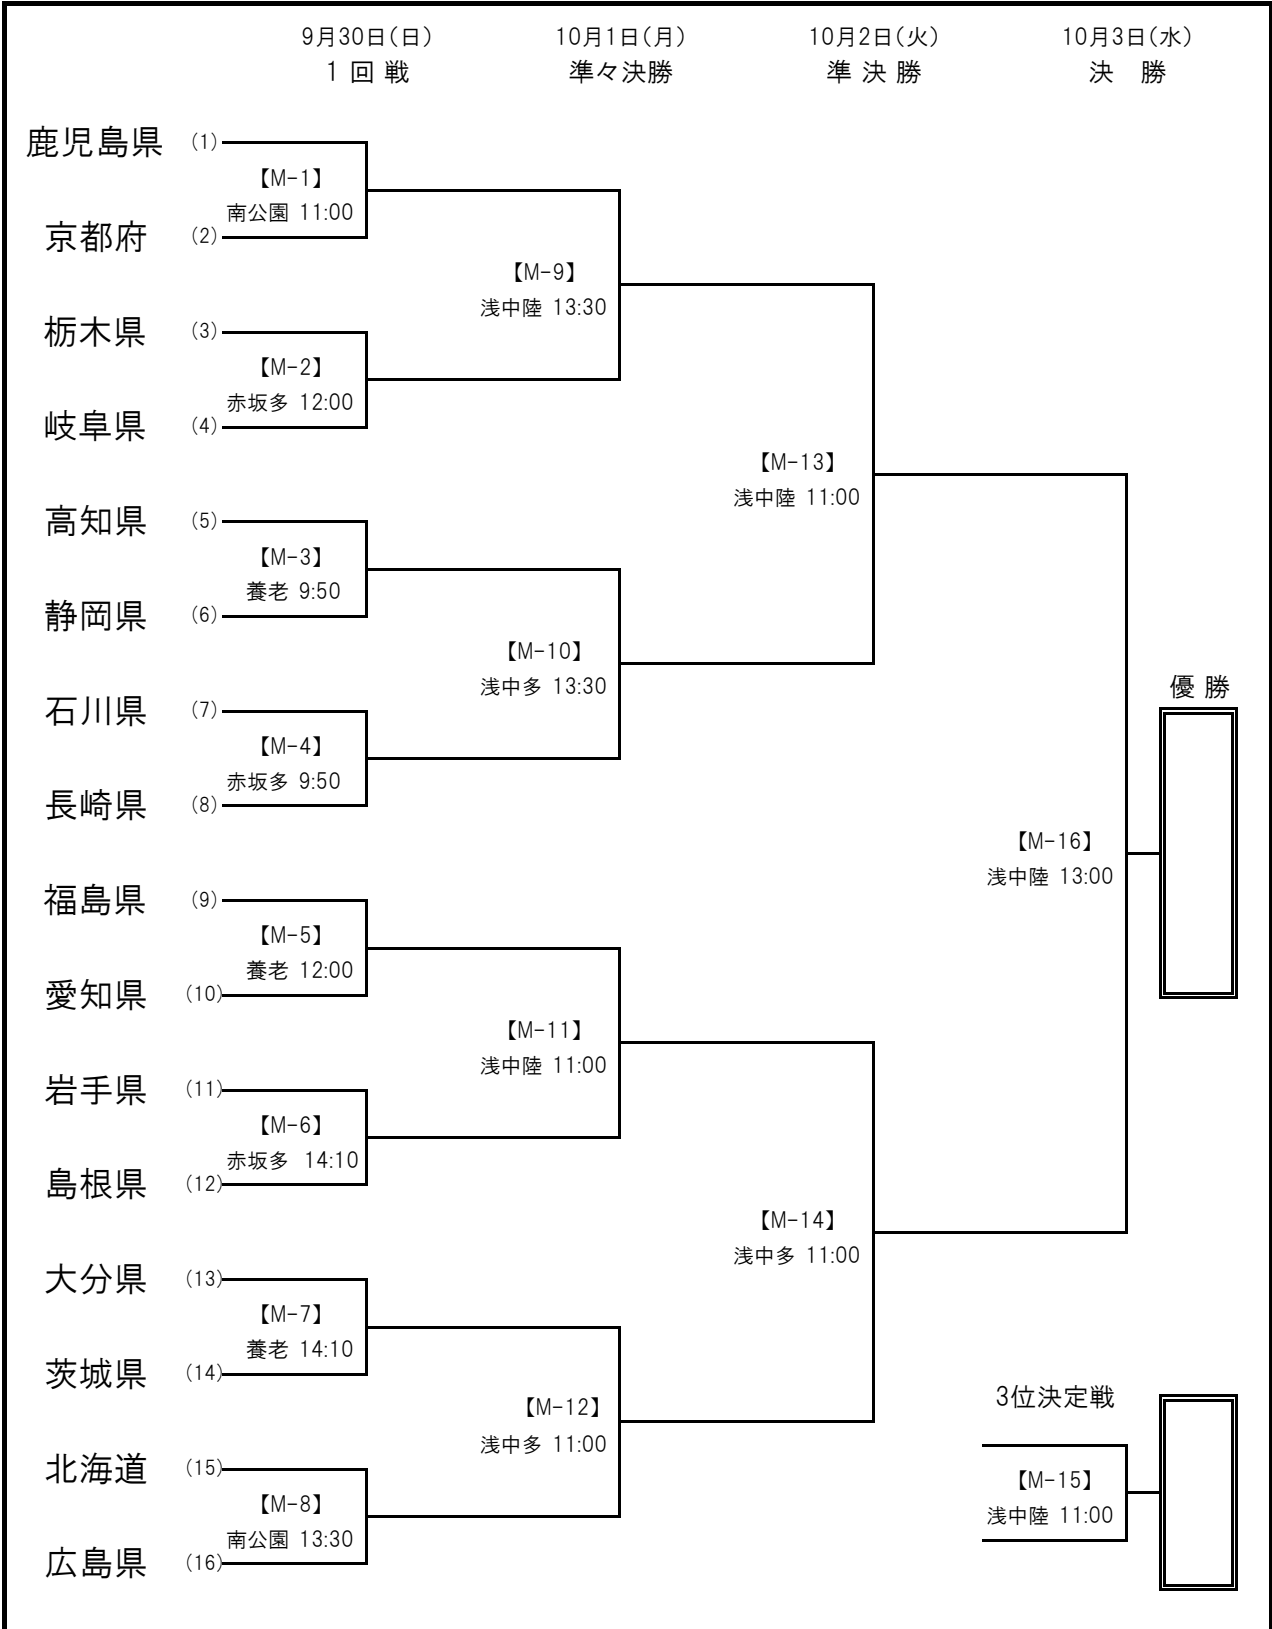 9月30日(日) 10月1日(月) 10月2日(火) 10月3日(水)
1 回 戦 準々決勝 準 決 勝 決 勝
鹿児島県 (1)
【M-1】
南公園 11:00
京都府 (2)
【M-9】
浅中陸 13:30
栃木県 (3)
【M-2】
赤坂多 12:00
岐阜県 (4)
【M-13】
浅中陸 11:00
高知県 (5)
【M-3】
養老 9:50
静岡県 (6)
【M-10】
浅中多 13:30
優 勝
石川県 (7)
【M-4】
赤坂多 9:50
長崎県 (8)
【M-16】
浅中陸 13:00
福島県 (9)
【M-5】
養老 12:00
愛知県 (10)
【M-11】
浅中陸 11:00
岩手県 (11)
【M-6】
赤坂多 14:10
島根県 (12)
【M-14】
浅中多 11:00
大分県 (13)
【M-7】
養老 14:10
茨城県 (14)
3位決定戦
【M-12】
浅中多 11:00
北海道 (15)
【M-15】
浅中陸 11:00
【M-8】
南公園 13:30
広島県 (16)